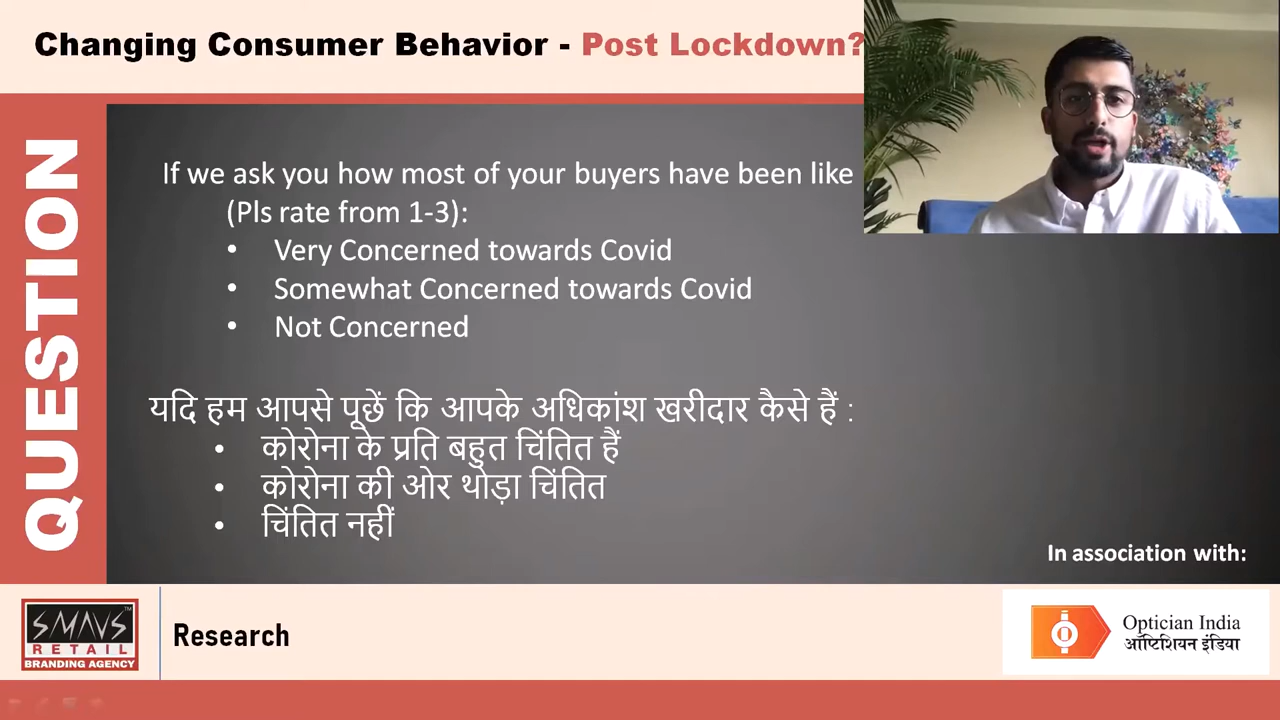 Changing Consumer Behavior - Post Lockdown?
QUESTION
If we ask you how most of your buyers have been like
(Pls rate from 1-3):
• Very Concerned towards Covid
• Somewhat Concerned towards Covid
• Not Concerned
यदि हम आपसे पूछें कि आपके अधिकांश खरीदार कैसे हैं :
• कोरोना के प्रति बहुत चिंतित हैं
• कोरोना की ओर थोड़ा चिंतित
• चिंतित नहीं
In association with:
SMAVS™
RETAIL
BRANDING AGENCY
Research
Optician India
ऑप्टिशियन इंडिया